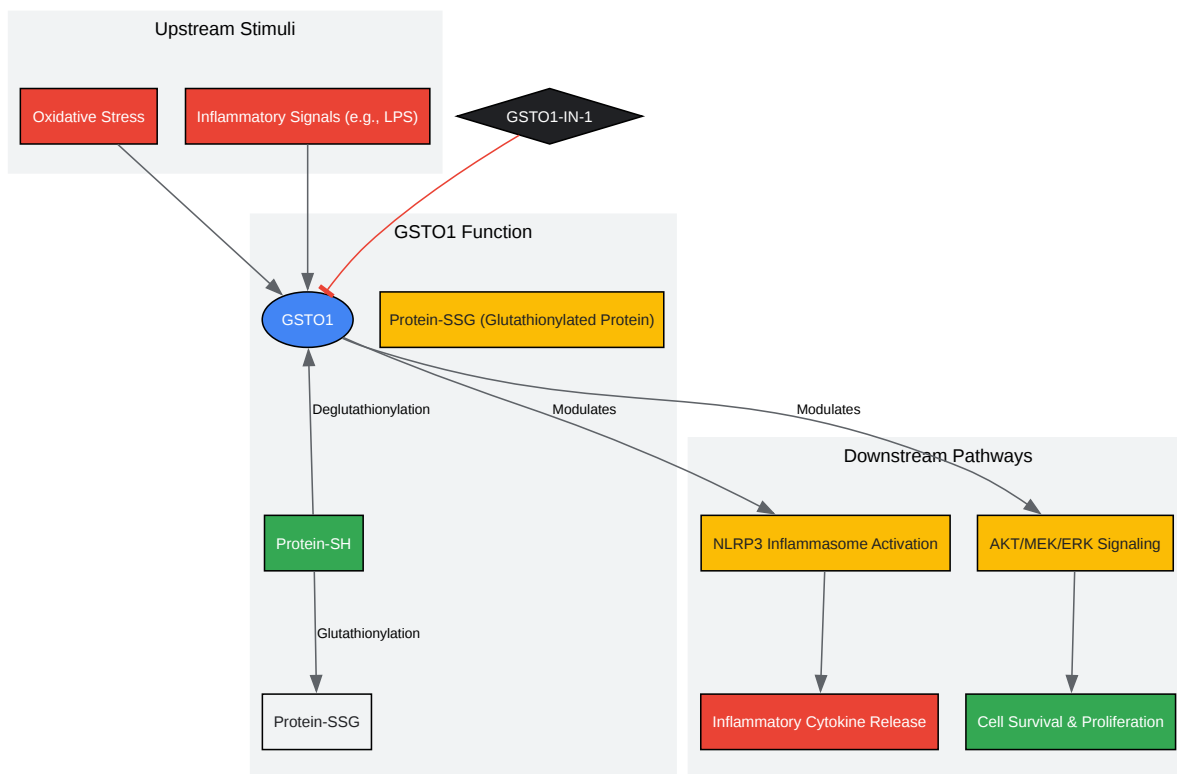 Upstream Stimuli
Oxidative Stress
Inflammatory Signals (e.g., LPS)
GSTO1-IN-1
GSTO1 Function
GSTO1
Protein-SSG (Glutathionylated Protein)
Deglutathionylation
Modulates
Modulates
Downstream Pathways
Protein-SH
NLRP3 Inflammasome Activation
AKT/MEK/ERK Signaling
Glutathionylation
Protein-SSG
Inflammatory Cytokine Release
Cell Survival & Proliferation